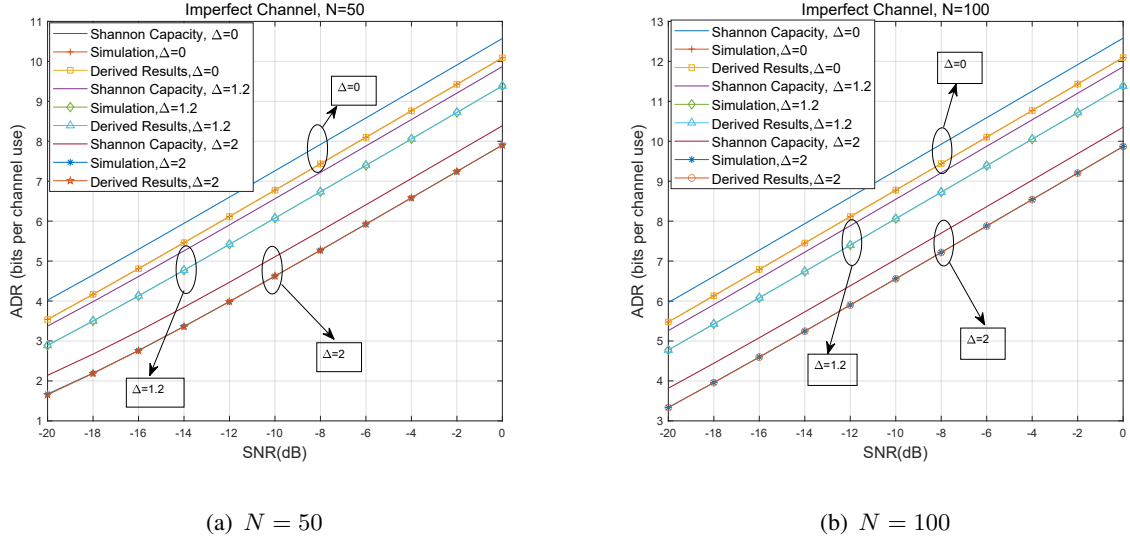 Imperfect Channel, N=50
11
10
9
8
7
6
5
4
3
2
1
ADR (bits per channel use)
Shannon Capacity, Δ=0
Simulation,Δ=0
Derived Results,Δ=0
Shannon Capacity, Δ=1.2
Simulation,Δ=1.2
Derived Results,Δ=1.2
Shannon Capacity, Δ=2
Simulation,Δ=2
Derived Results,Δ=2
Δ=0
Δ=2
Δ=1.2
-20 -18 -16 -14 -12 -10 -8 -6 -4 -2 0
SNR(dB)
(a) N = 50
Imperfect Channel, N=100
13
12
11
10
9
8
7
6
5
4
3
ADR (bits per channel use)
Shannon Capacity, Δ=0
Simulation,Δ=0
Derived Results,Δ=0
Shannon Capacity, Δ=1.2
Simulation,Δ=1.2
Derived Results,Δ=1.2
Shannon Capacity, Δ=2
Simulation,Δ=2
Derived Results,Δ=2
Δ=0
Δ=2
Δ=1.2
-20 -18 -16 -14 -12 -10 -8 -6 -4 -2 0
SNR(dB)
(b) N = 100